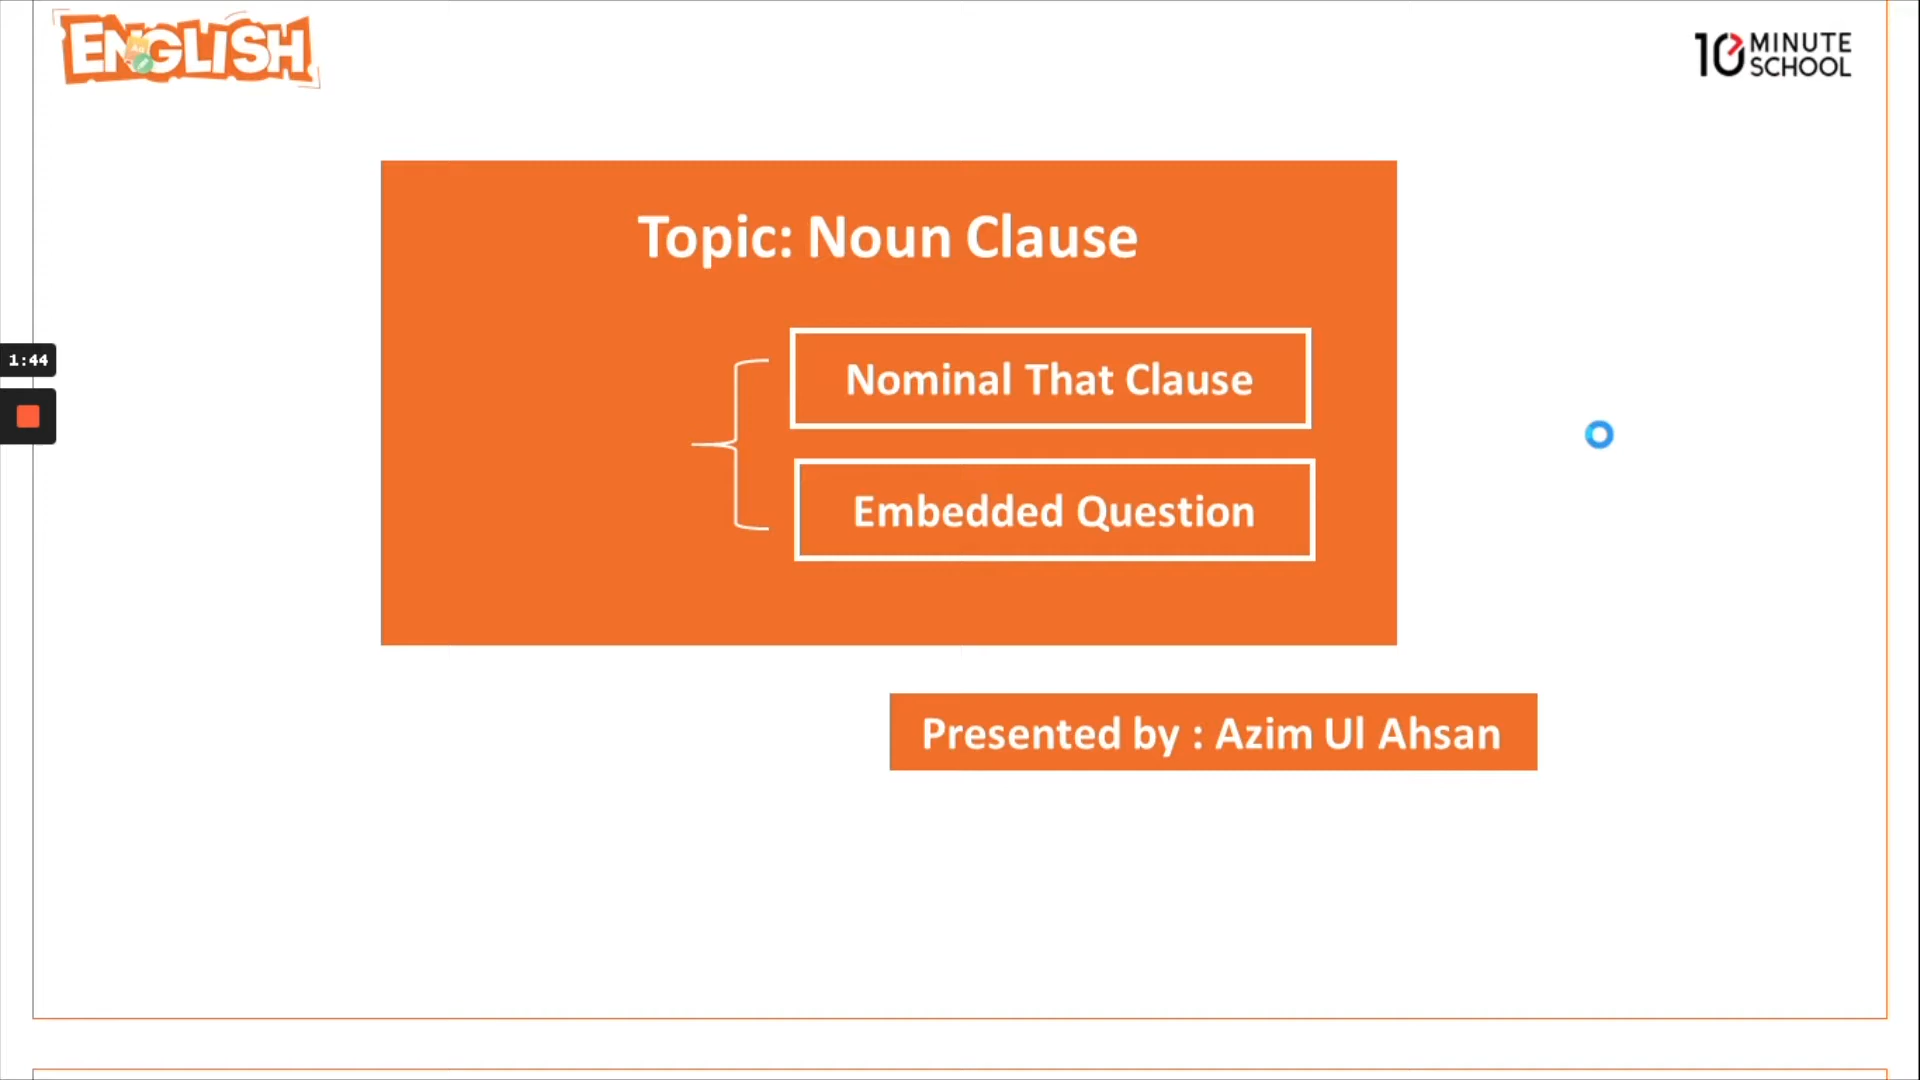 ENGLISH
10 MINUTE
SCHOOL
Topic: Noun Clause
Nominal That Clause
1:44
Embedded Question
Presented by : Azim Ul Ahsan